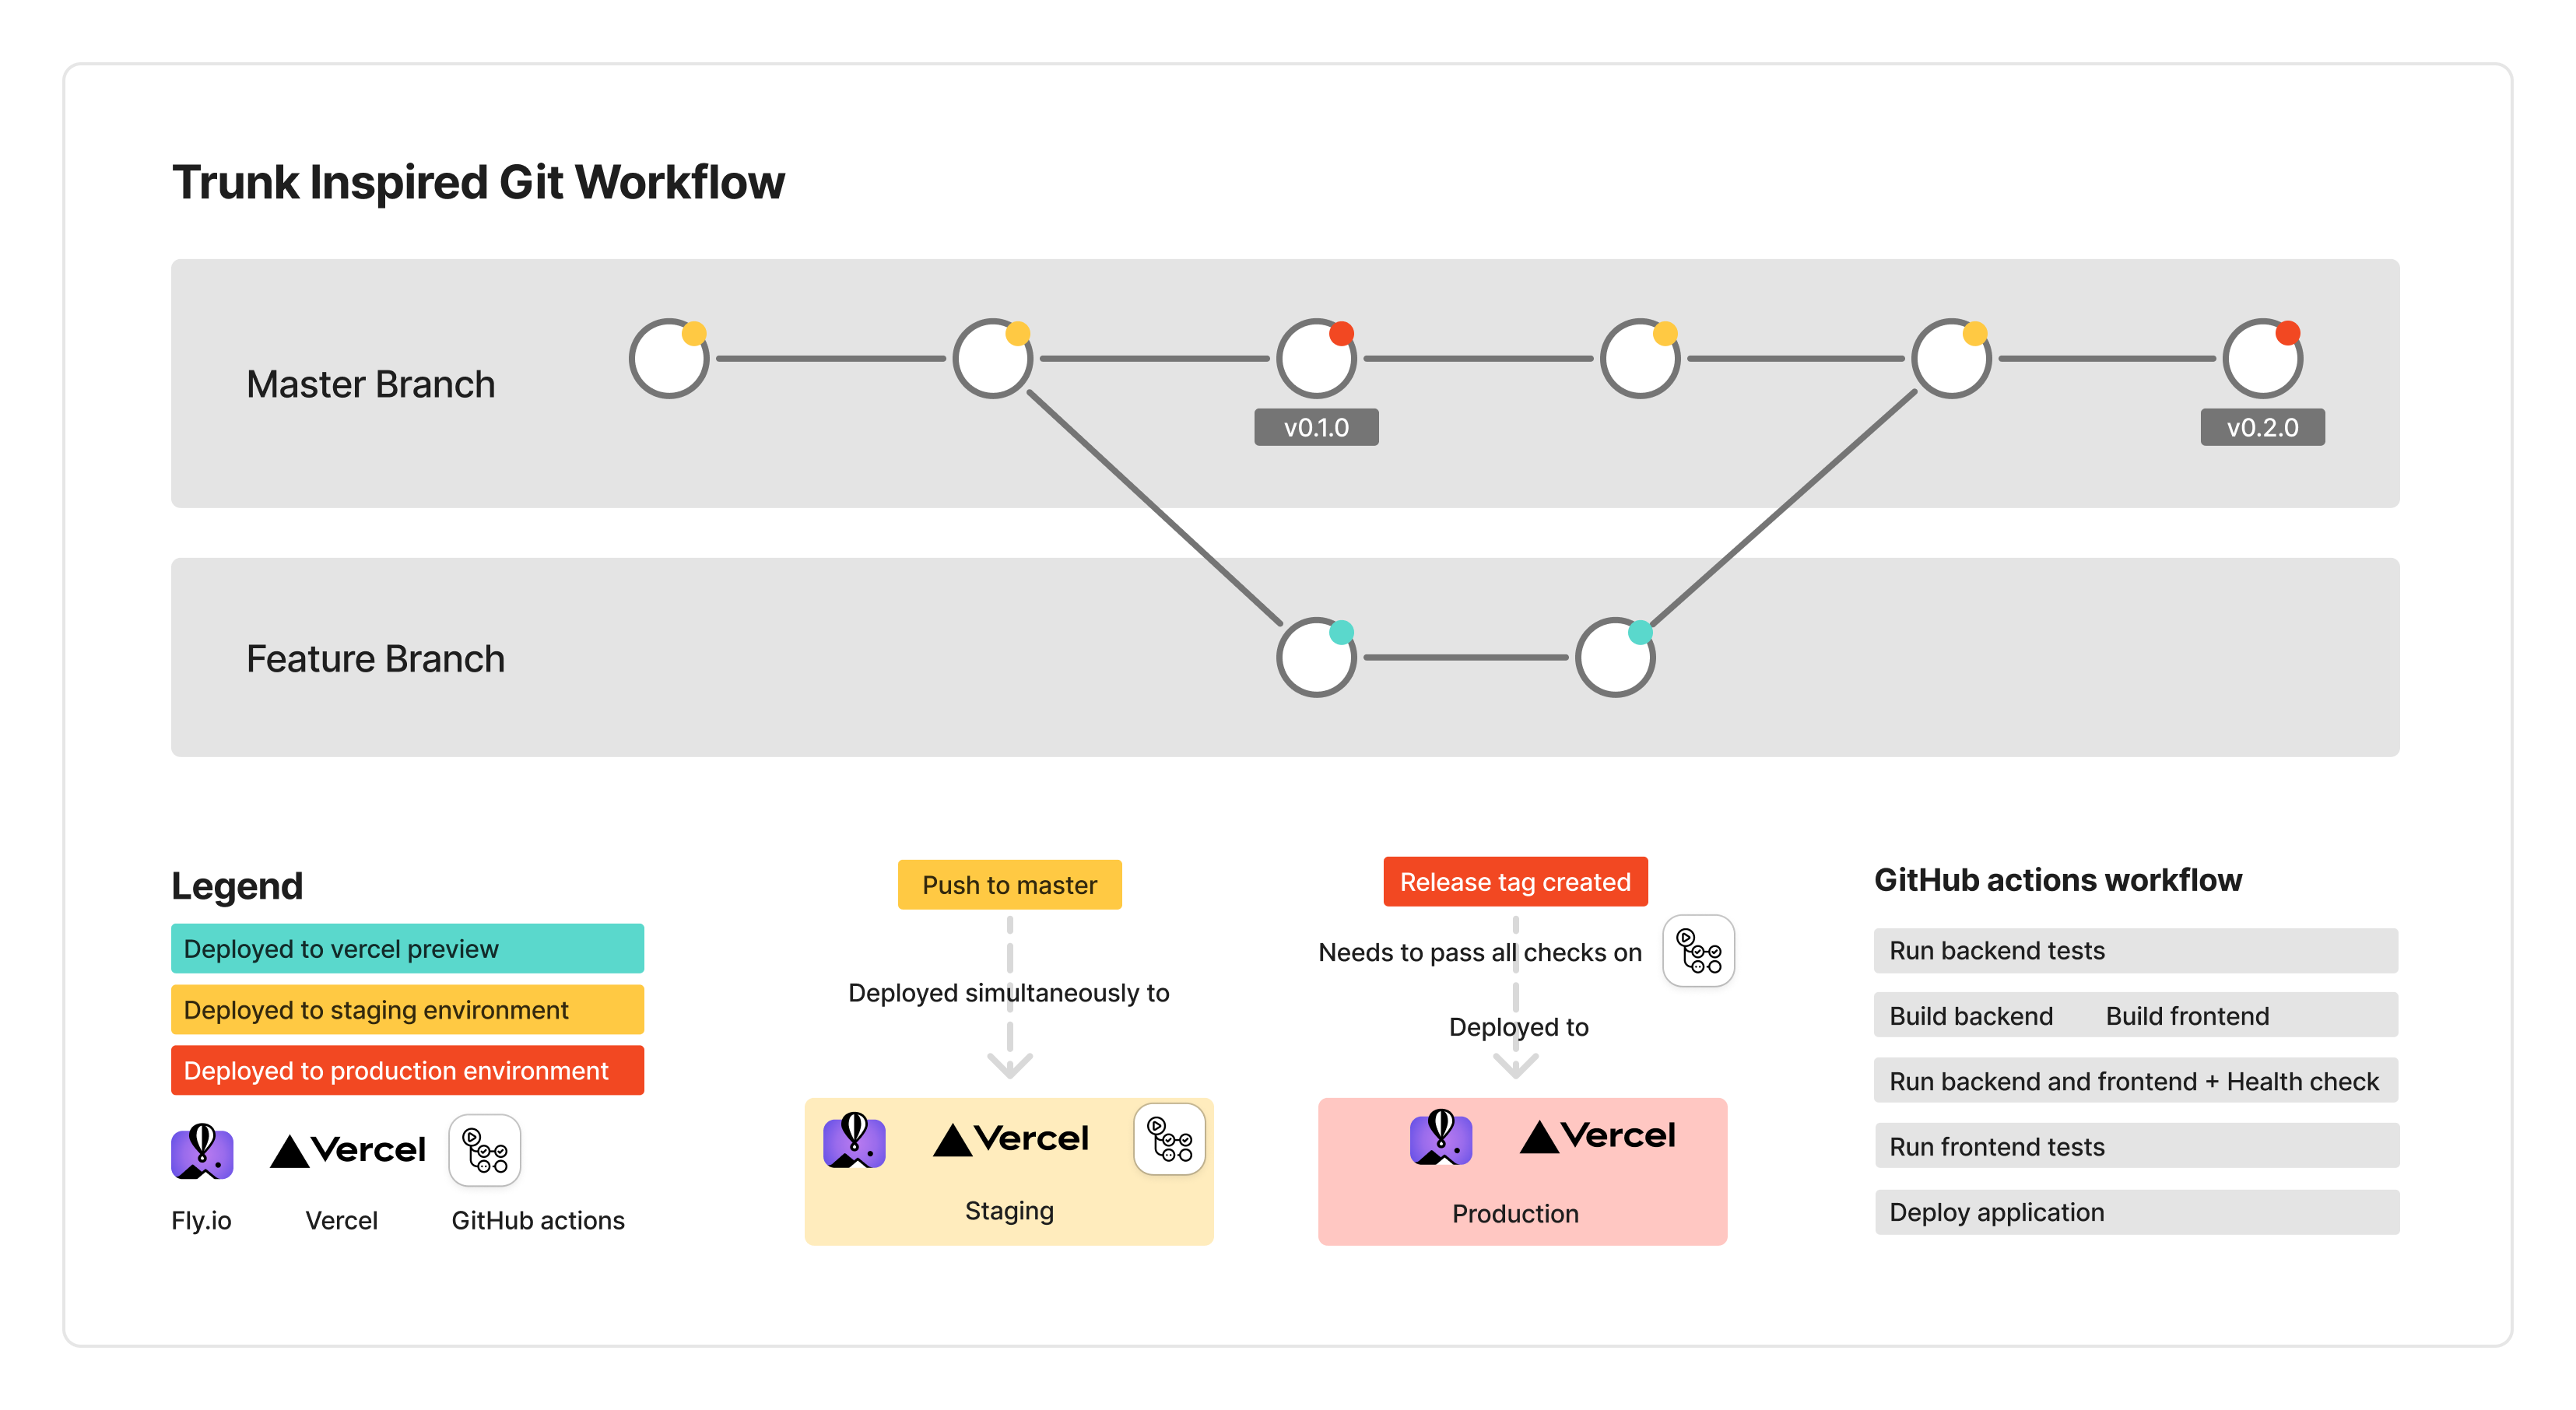 Trunk Inspired Git Workflow
Master Branch
v0.1.0
v0.2.0
Feature Branch
Legend
Deployed to vercel preview
Deployed to staging environment
Deployed to production environment
Vercel
Fly.io
Vercel
GitHub actions
Push to master
Deployed simultaneously to
Vercel
Staging
Release tag created
Needs to pass all checks on
Deployed to
Vercel
Production
GitHub actions workflow
Run backend tests
Build backend Build frontend
Run backend and frontend + Health check
Run frontend tests
Deploy application